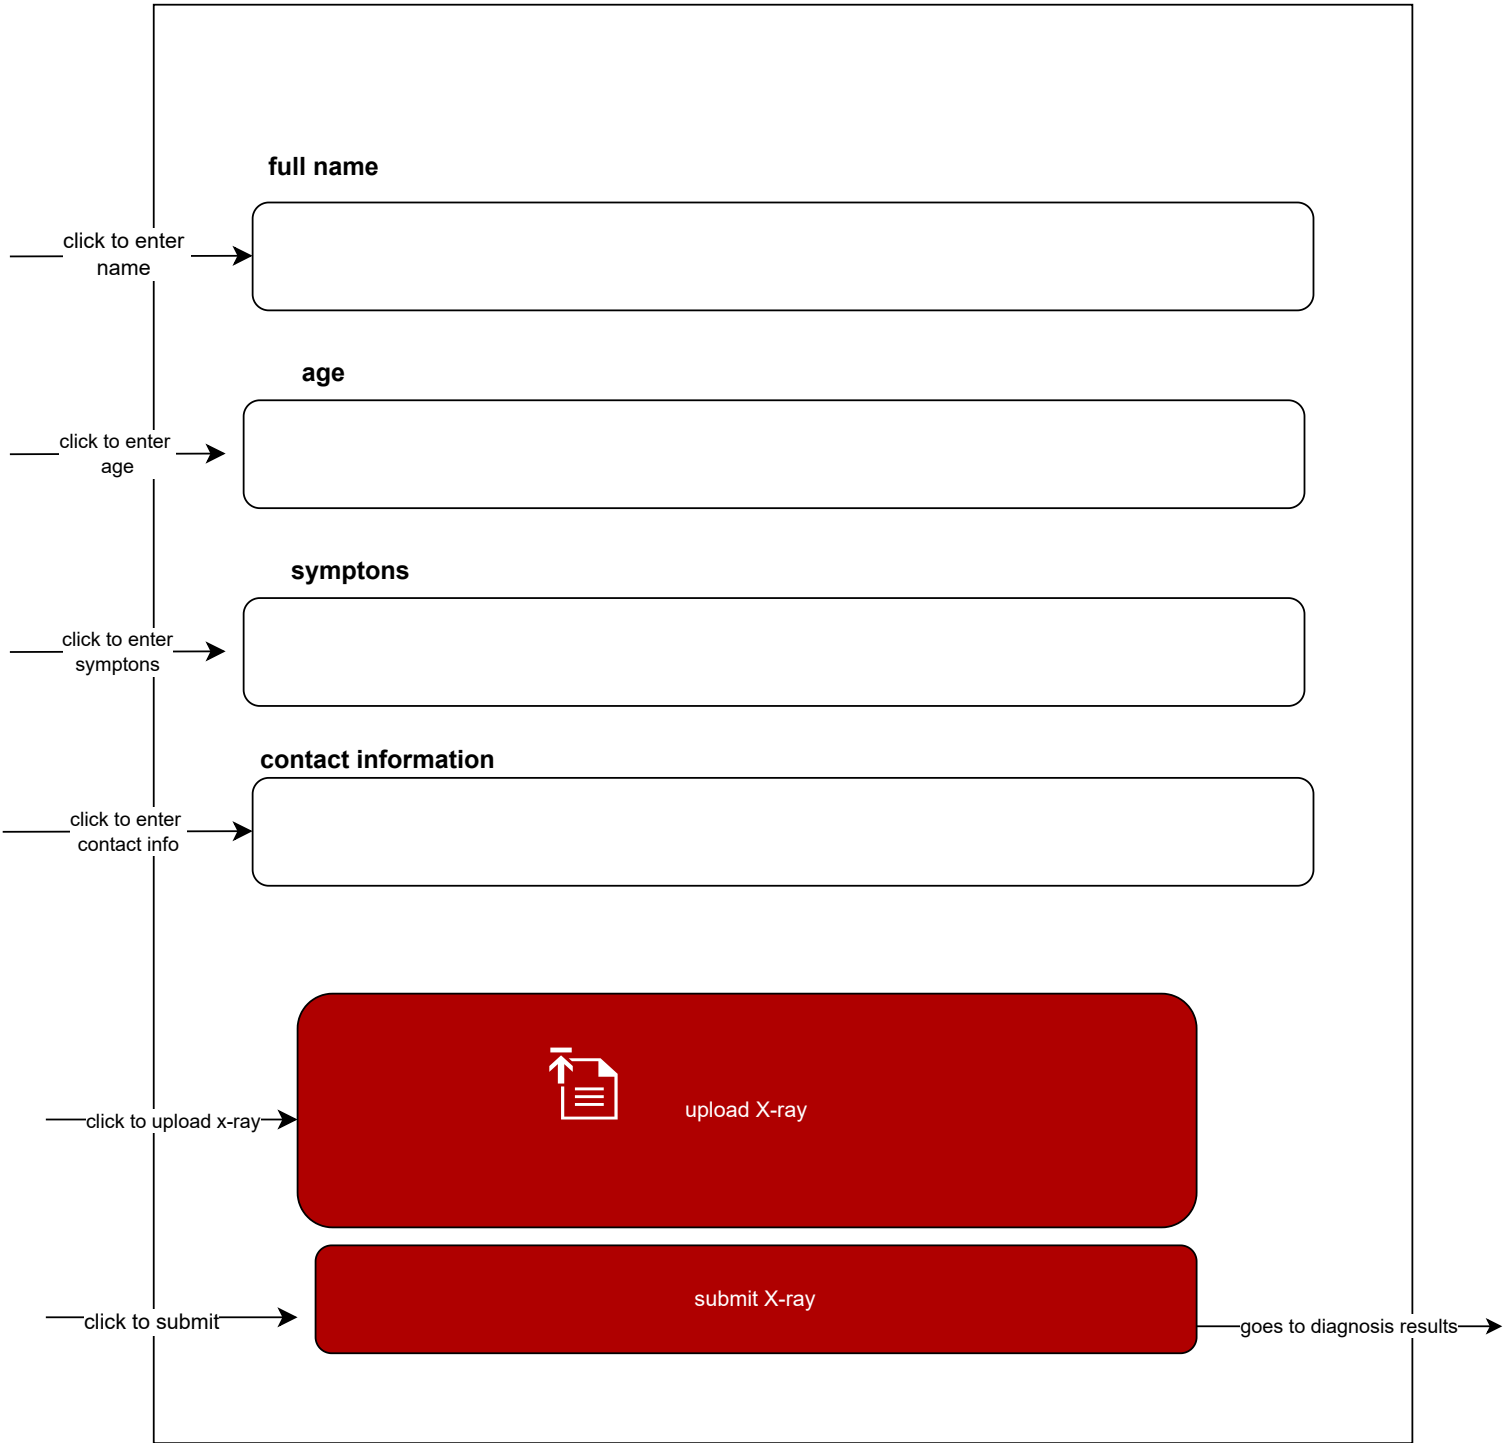 full name
click to enter
name
age
click to enter
age
symptons
click to enter
symptons
contact information
click to enter
contact info
upload X-ray
click to upload x-ray
submit X-ray
click to submit
goes to diagnosis results